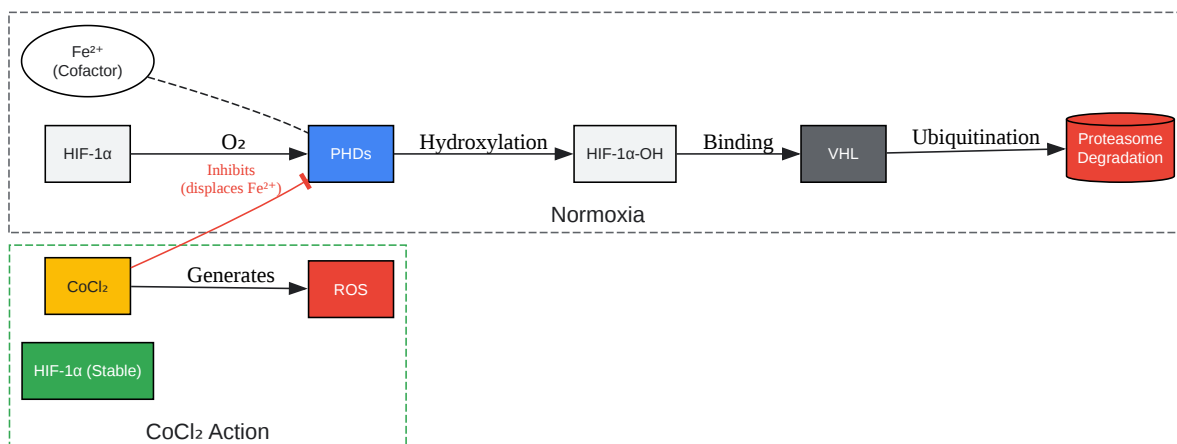 Fe²⁺
(Cofactor)
HIF-1α
O₂
Inhibits
(displaces Fe²⁺)
PHDs
Hydroxylation
HIF-1α-OH
Binding
VHL
Ubiquitination
Proteasome
Degradation
Normoxia
CoCl₂
Generates
ROS
HIF-1α (Stable)
CoCl₂ Action